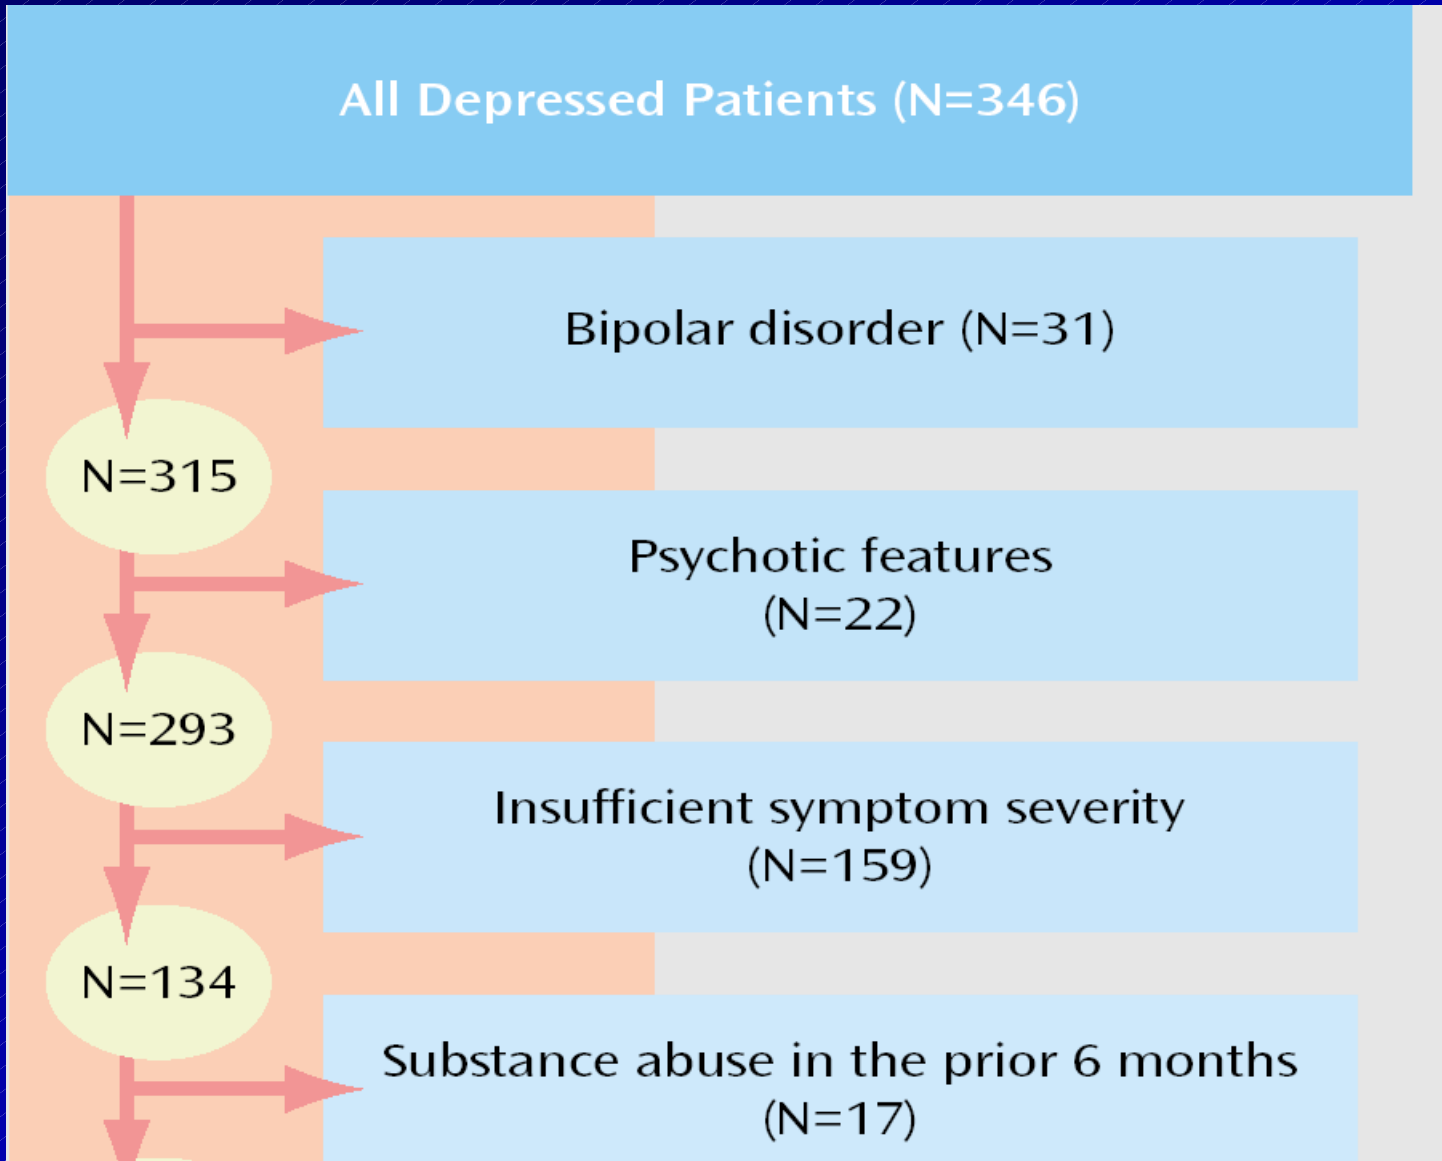 All Depressed Patients (N=346)
Bipolar disorder (N=31)
N=315
Psychotic features
(N=22)
N=293
Insufficient symptom severity
(N=159)
N=134
Substance abuse in the prior 6 months
(N=17)